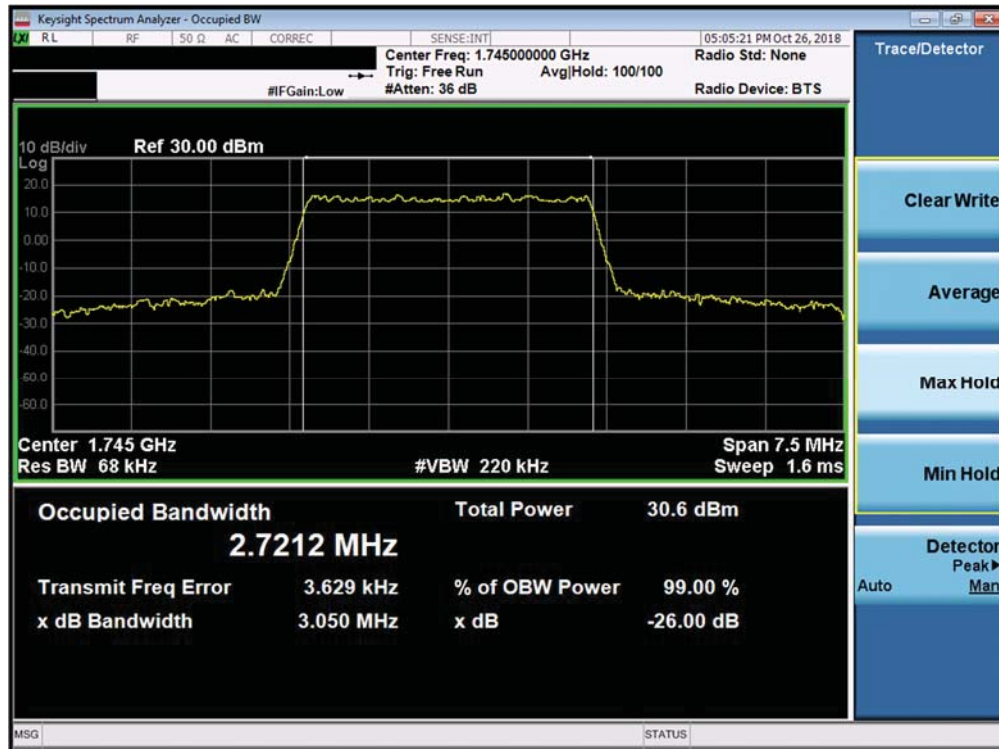 Keysight Spectrum Analyzer - Occupied BW
LXI RL RF 50 Ω AC CORREC SENSE:INT 05:05:21 PM Oct 26, 2018
Center Freq: 1.745000000 GHz Radio Std: None
Trig: Free Run Avg|Hold: 100/100
#IFGain:Low #Atten: 36 dB Radio Device: BTS
Trace/Detector
10 dB/div Ref 30.00 dBm
Log
20.0
10.0
0.00
-10.0
-20.0
-30.0
-40.0
-50.0
-60.0
Center 1.745 GHz Span 7.5 MHz
Res BW 68 kHz #VBW 220 kHz Sweep 1.6 ms
Occupied Bandwidth Total Power 30.6 dBm
2.7212 MHz
Transmit Freq Error 3.629 kHz % of OBW Power 99.00 %
x dB Bandwidth 3.050 MHz x dB -26.00 dB
Clear Write
Average
Max Hold
Min Hold
Detector
Peak▶
Auto Man
MSG STATUS